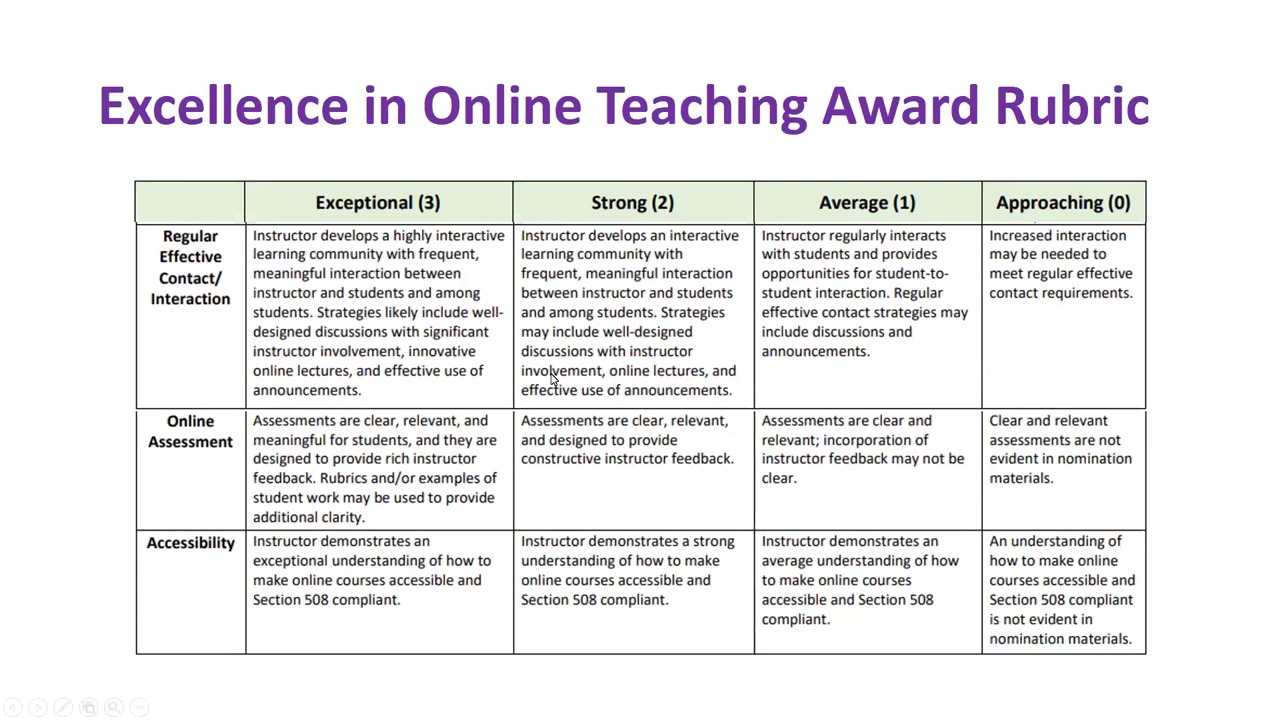 Excellence in Online Teaching Award Rubric
Exceptional (3)
Strong (2)
Average (1)
Approaching (0)
Regular
Effective
Contact/
Interaction
Instructor develops a highly interactive
learning community with frequent,
meaningful interaction between
instructor and students and among
students. Strategies likely include well-
designed discussions with significant
instructor involvement, innovative
online lectures, and effective use of
announcements.
Instructor develops an interactive
learning community with
frequent, meaningful interaction
between instructor and students
and among students. Strategies
may include well-designed
discussions with instructor
involvement, online lectures, and
effective use of announcements.
Instructor regularly interacts
with students and provides
opportunities for student-to-
student interaction. Regular
effective contact strategies may
include discussions and
announcements.
Increased interaction
may be needed to
meet regular effective
contact requirements.
Online
Assessment
Assessments are clear, relevant, and
meaningful for students, and they are
designed to provide rich instructor
feedback. Rubrics and/or examples of
student work may be used to provide
additional clarity.
Assessments are clear, relevant,
and designed to provide
constructive instructor feedback.
Assessments are clear and
relevant; incorporation of
instructor feedback may not be
clear.
Clear and relevant
assessments are not
evident in nomination
materials.
Accessibility
Instructor demonstrates an
exceptional understanding of how to
make online courses accessible and
Section 508 compliant.
Instructor demonstrates a strong
understanding of how to make
online courses accessible and
Section 508 compliant.
Instructor demonstrates an
average understanding of how
to make online courses
accessible and Section 508
compliant.
An understanding of
how to make online
courses accessible and
Section 508 compliant
is not evident in
nomination materials.